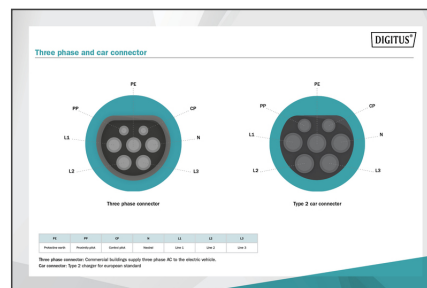 DIGITUS®
Three phase and car connector
PE PE
PP CP PP CP
L1 N L1 N
L2 L3 L2 L3
Three phase connector Type 2 car connector
PE PP CP N L1 L2 L3
Protective earth Proximity pilot Control pilot Neutral Line 1 Line 2 Line 3
Three phase connector: Commercial buildings supply three phase AC to the electric vehicle.
Car connector: Type 2 charger for european standard